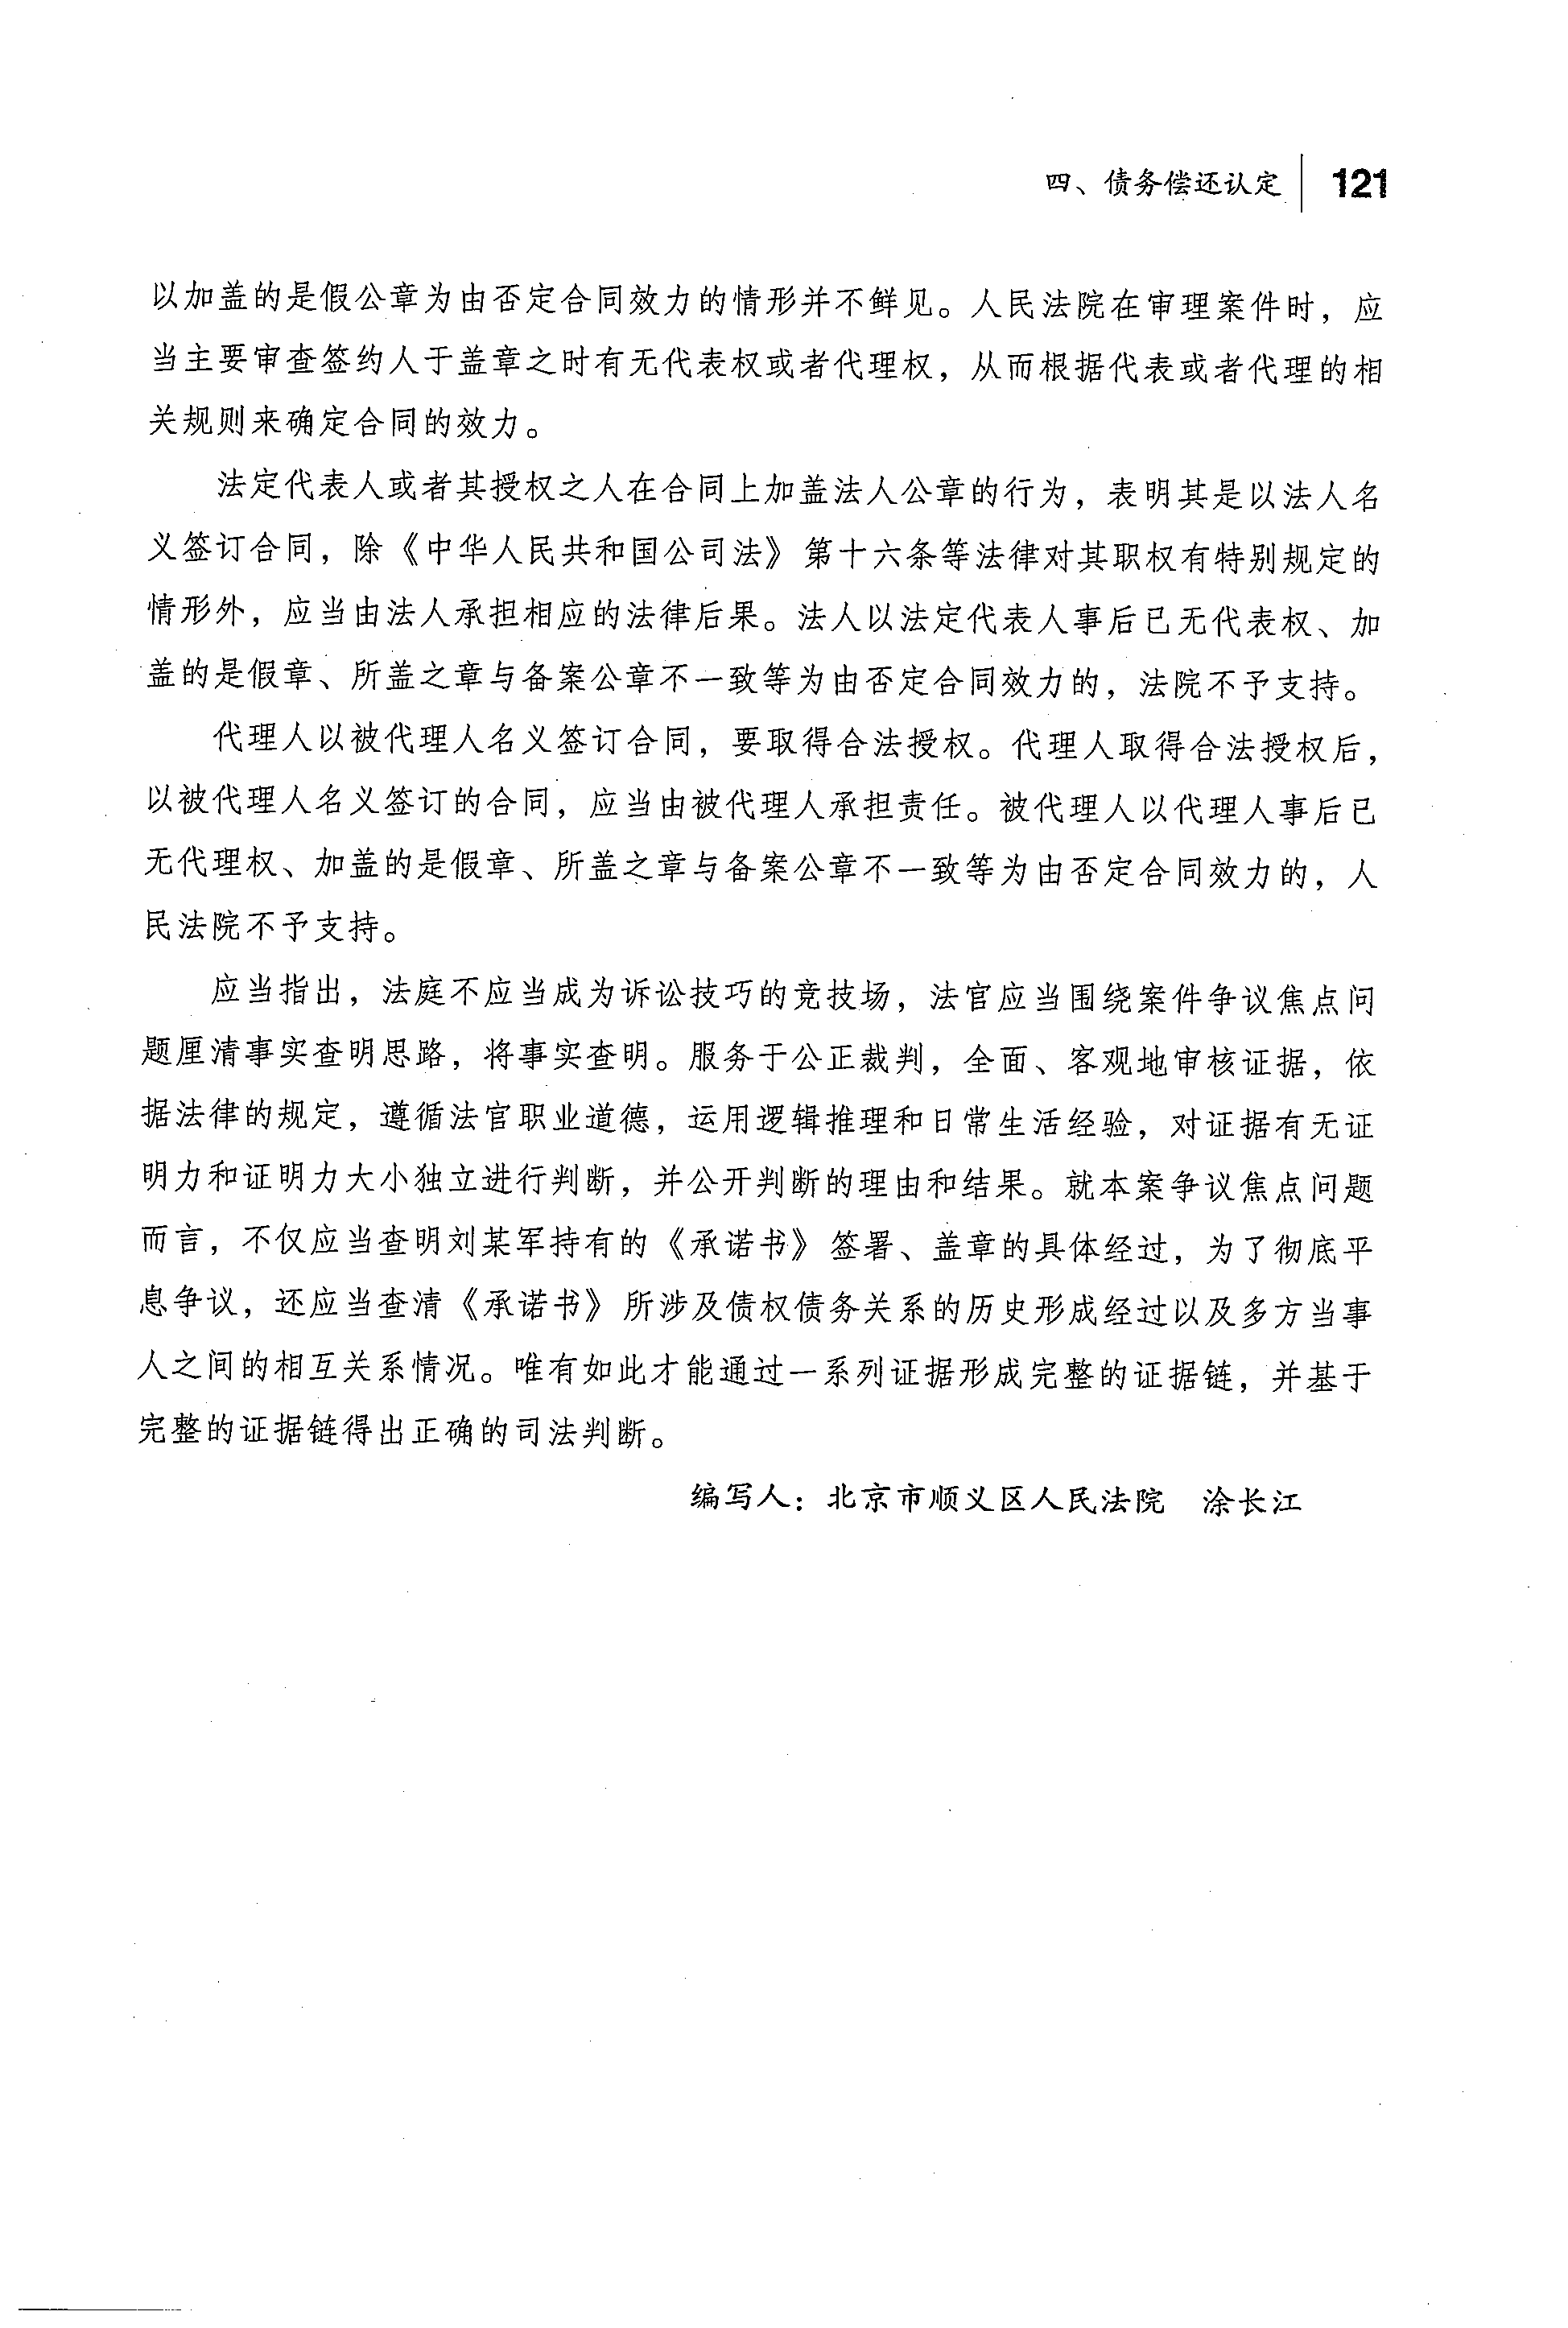 四、债务偿还认定 121
以加盖的是假公章为由否定合同效力的情形并不鲜见。人民法院在审理案件时，应
当主要审查签约人于盖章之时有无代表权或者代理权，从而根据代表或者代理的相
关规则来确定合同的效力。
法定代表人或者其授权之人在合同上加盖法人公章的行为，表明其是以法人名
义签订合同，除《中华人民共和国公司法》第十六条等法律对其职权有特别规定的
情形外，应当由法人承担相应的法律后果。法人以法定代表人事后已无代表权、加
盖的是假章、所盖之章与备案公章不一致等为由否定合同效力的，法院不予支持。
代理人以被代理人名义签订合同，要取得合法授权。代理人取得合法授权后，
以被代理人名义签订的合同，应当由被代理人承担责任。被代理人以代理人事后已
无代理权、加盖的是假章、所盖之章与备案公章不一致等为由否定合同效力的，人
民法院不予支持。
应当指出，法庭不应当成为诉讼技巧的竞技场，法官应当围绕案件争议焦点问
题厘清事实查明思路，将事实查明。服务于公正裁判，全面、客观地审核证据，依
据法律的规定，遵循法官职业道德，运用逻辑推理和日常生活经验，对证据有无证
明力和证明力大小独立进行判断，并公开判断的理由和结果。就本案争议焦点问题
而言，不仅应当查明刘某军持有的《承诺书》签署、盖章的具体经过，为了彻底平
息争议，还应当查清《承诺书》所涉及债权债务关系的历史形成经过以及多方当事
人之间的相互关系情况。唯有如此才能通过一系列证据形成完整的证据链，并基于
完整的证据链得出正确的司法判断。
编写人：北京市顺义区人民法院 涂长江